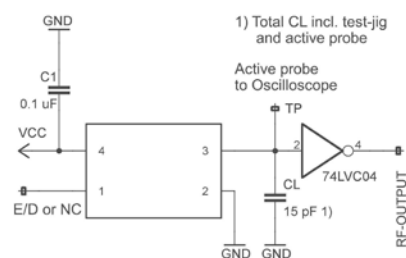 GND
1) Total CL incl. test-jig
and active probe
C1
0.1 uF
Active probe
to Oscilloscope
TP
VCC
4
3
2
4
1
2
E/D or NC
CL
74LVC04
15 pF 1)
GND
GND
RF-OUTPUT